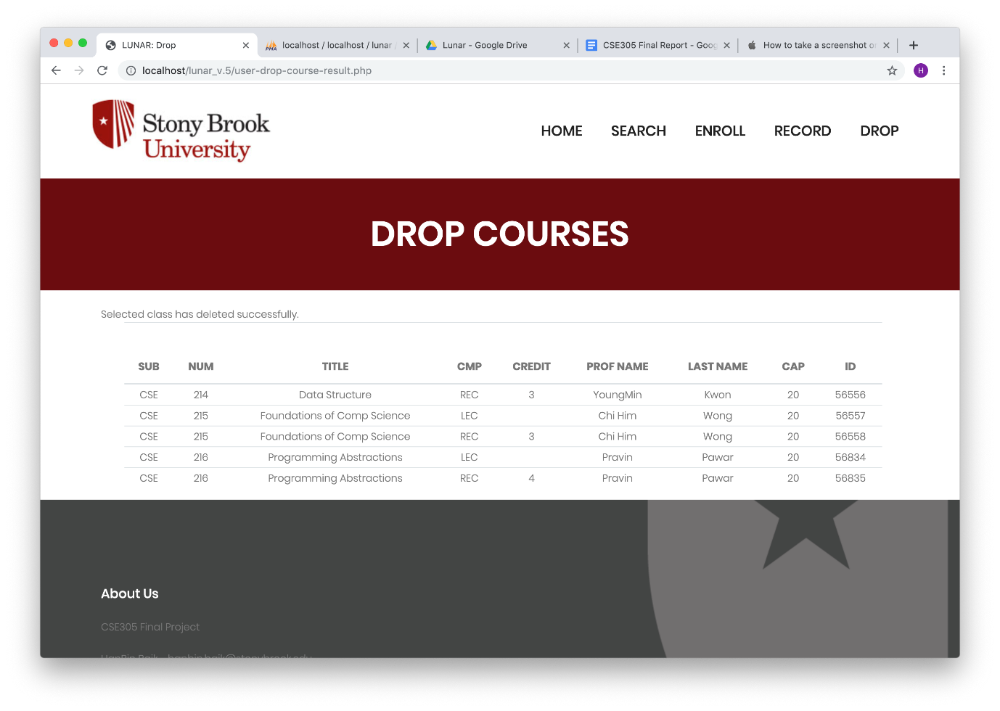 LUNAR: Drop
localhost / localhost / lunar /
Lunar - Google Drive
CSE305 Final Report - Goog
How to take a screenshot o
localhost/lunar_v.5/user-drop-course-result.php
H
Stony Brook
University
HOME SEARCH ENROLL RECORD DROP
DROP COURSES
Selected class has deleted successfully.
SUB NUM TITLE CMP CREDIT PROF NAME LAST NAME CAP ID
CSE 214 Data Structure REC 3 YoungMin Kwon 20 56556
CSE 215 Foundations of Comp Science LEC Chi Him Wong 20 56557
CSE 215 Foundations of Comp Science REC 3 Chi Him Wong 20 56558
CSE 216 Programming Abstractions LEC Pravin Pawar 20 56834
CSE 216 Programming Abstractions REC 4 Pravin Pawar 20 56835
About Us
CSE305 Final Project